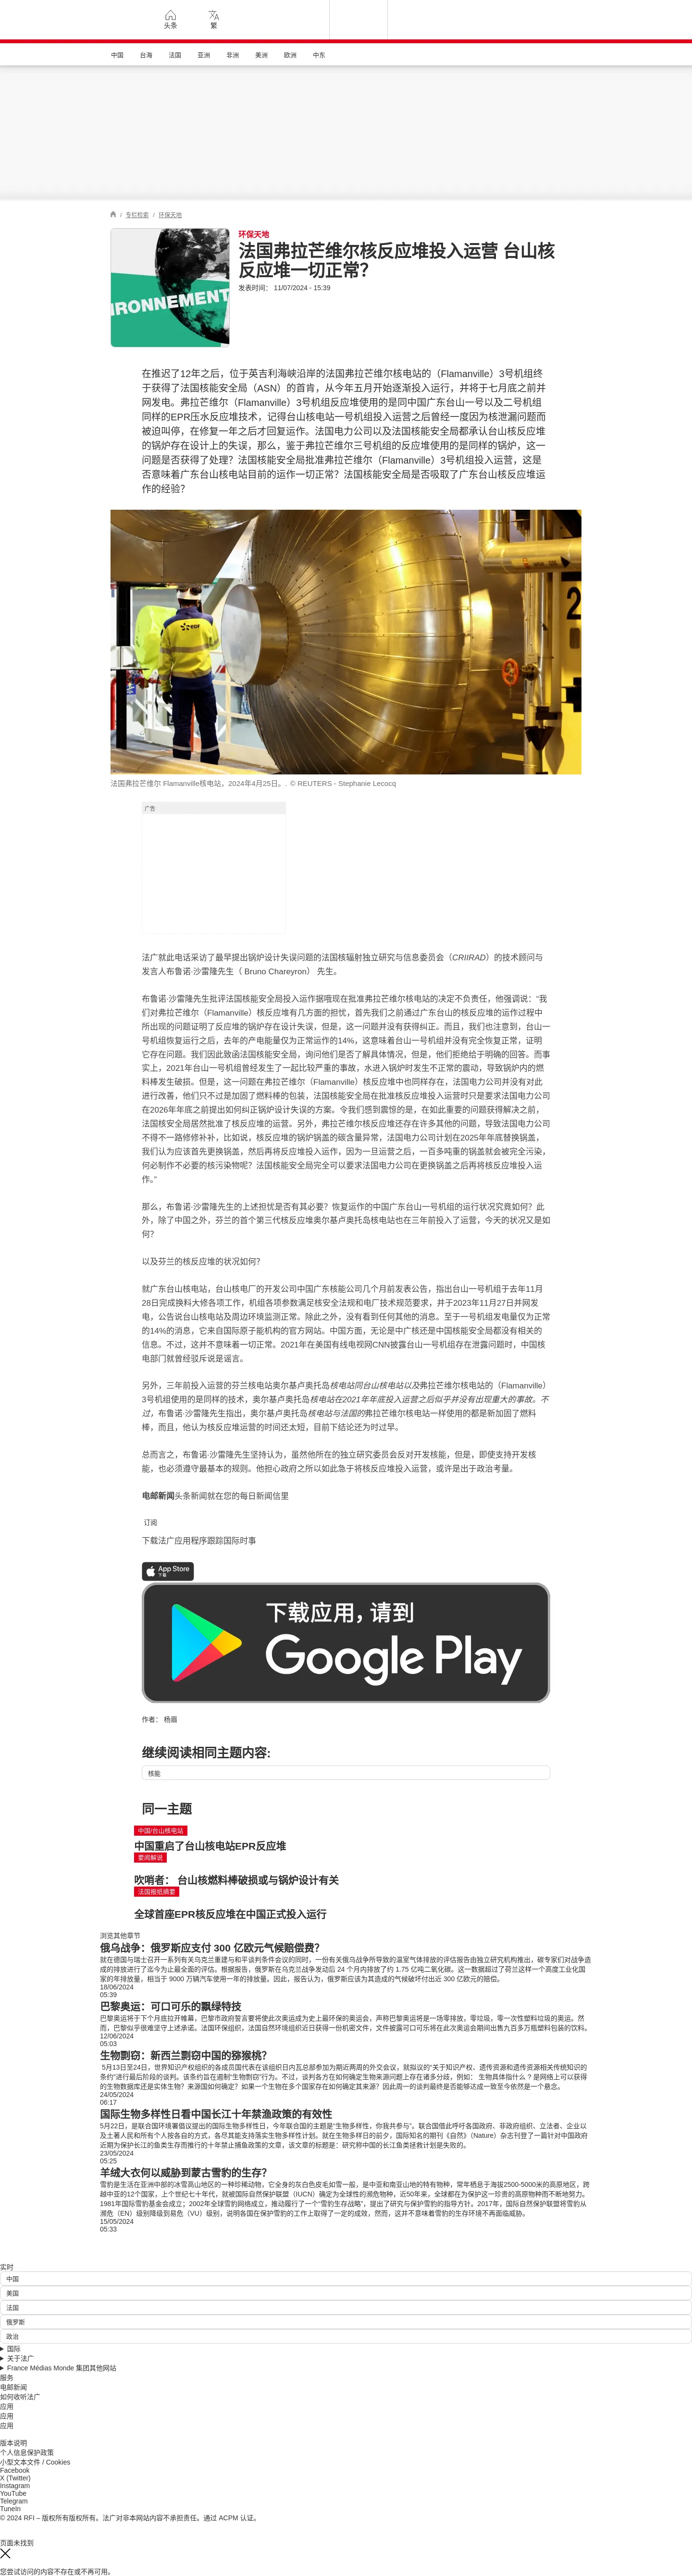 头条
繁
中国 台海 法国 亚洲 非洲 美洲 欧洲 中东
/ 专栏检索 / 环保天地
IRONNEMENT
环保天地
法国弗拉芒维尔核反应堆投入运营 台山核
反应堆一切正常?
发表时间： 11/07/2024 - 15:39
在推迟了12年之后，位于英吉利海峡沿岸的法国弗拉芒维尔核电站的（Flamanville）3号机组终
于获得了法国核能安全局（ASN）的首肯，从今年五月开始逐渐投入运行，并将于七月底之前并
网发电。弗拉芒维尔（Flamanville）3号机组反应堆使用的是同中国广东台山一号以及二号机组
同样的EPR压水反应堆技术，记得台山核电站一号机组投入运营之后曾经一度因为核泄漏问题而
被迫叫停，在修复一年之后才回复运作。法国电力公司以及法国核能安全局都承认台山核反应堆
的锅炉存在设计上的失误，那么，鉴于弗拉芒维尔三号机组的反应堆使用的是同样的锅炉，这一
问题是否获得了处理？法国核能安全局批准弗拉芒维尔（Flamanville）3号机组投入运营，这是
否意味着广东台山核电站目前的运作一切正常？法国核能安全局是否吸取了广东台山核反应堆运
作的经验?
edf
法国弗拉芒维尔 Flamanville核电站，2024年4月25日。. © REUTERS - Stephanie Lecocq
广告
法广就此电话采访了最早提出锅炉设计失误问题的法国核辐射独立研究与信息委员会（CRIIRAD）的技术顾问与
发言人布鲁诺·沙雷隆先生（ Bruno Chareyron） 先生。
布鲁诺·沙雷隆先生批评法国核能安全局投入运作据哦现在批准弗拉芒维尔核电站的决定不负责任，他强调说：“我
们对弗拉芒维尔（Flamanville）核反应堆有几方面的担忧，首先我们之前通过广东台山的核反应堆的运作过程中
所出现的问题证明了反应堆的锅炉存在设计失误，但是，这一问题并没有获得纠正。而且，我们也注意到，台山一
号机组恢复运行之后，去年的产电能量仅为正常运作的14%，这意味着台山一号机组并没有完全恢复正常，证明
它存在问题。我们因此致函法国核能安全局，询问他们是否了解具体情况，但是，他们拒绝给于明确的回答。而事
实上，2021年台山一号机组曾经发生了一起比较严重的事故，水进入锅炉时发生不正常的震动，导致锅炉内的燃
料棒发生破损。但是，这一问题在弗拉芒维尔（Flamanville）核反应堆中也同样存在，法国电力公司并没有对此
进行改善，他们只不过是加固了燃料棒的包装，法国核能安全局在批准核反应堆投入运营时只是要求法国电力公司
在2026年年底之前提出如何纠正锅炉设计失误的方案。令我们感到震惊的是，在如此重要的问题获得解决之前，
法国核安全局居然批准了核反应堆的运营。另外，弗拉芒维尔核反应堆还存在许多其他的问题，导致法国电力公司
不得不一路修修补补，比如说，核反应堆的锅炉锅盖的碳含量异常，法国电力公司计划在2025年年底替换锅盖，
我们认为应该首先更换锅盖，然后再将反应堆投入运作，因为一旦运营之后，一百多吨重的锅盖就会被完全污染，
何必制作不必要的核污染物呢？法国核能安全局完全可以要求法国电力公司在更换锅盖之后再将核反应堆投入运
作。”
那么，布鲁诺·沙雷隆先生的上述担忧是否有其必要？恢复运作的中国广东台山一号机组的运行状况究竟如何？此
外，除了中国之外，芬兰的首个第三代核反应堆奥尔基卢奥托岛核电站也在三年前投入了运营，今天的状况又是如
何?
以及芬兰的核反应堆的状况如何?
就广东台山核电站，台山核电厂的开发公司中国广东核能公司几个月前发表公告，指出台山一号机组于去年11月
28日完成换料大修各项工作，机组各项参数满足核安全法规和电厂技术规范要求，并于2023年11月27日并网发
电，公告说台山核电站及周边环境监测正常。除此之外，没有看到任何其他的消息。至于一号机组发电量仅为正常
的14%的消息，它来自国际原子能机构的官方网站。中国方面，无论是中广核还是中国核能安全局都没有相关的
信息。不过，这并不意味着一切正常。2021年在美国有线电视网CNN披露台山一号机组存在泄露问题时，中国核
电部门就曾经驳斥说是谣言。
另外，三年前投入运营的芬兰核电站奥尔基卢奥托岛核电站同台山核电站以及弗拉芒维尔核电站的（Flamanville）
3号机组使用的是同样的技术，奥尔基卢奥托岛核电站在2021年年底投入运营之后似乎并没有出现重大的事故。不
过，布鲁诺·沙雷隆先生指出，奥尔基卢奥托岛核电站与法国的弗拉芒维尔核电站一样使用的都是新加固了燃料
棒，而且，他认为核反应堆运营的时间还太短，目前下结论还为时过早。
总而言之，布鲁诺·沙雷隆先生坚持认为，虽然他所在的独立研究委员会反对开发核能，但是，即使支持开发核
能，也必须遵守最基本的规则。他担心政府之所以如此急于将核反应堆投入运营，或许是出于政治考量。
电邮新闻头条新闻就在您的每日新闻信里
订阅
下载法广应用程序跟踪国际时事
App Store
下载
下载应用，请到
Google Play
作者： 杨眉
继续阅读相同主题内容:
核能
同一主题
中国/台山核电站
中国重启了台山核电站EPR反应堆
要闻解说
吹哨者： 台山核燃料棒破损或与锅炉设计有关
法国报纸摘要
全球首座EPR核反应堆在中国正式投入运行
浏览其他章节
俄乌战争：俄罗斯应支付 300 亿欧元气候赔偿费?
就在德国与瑞士召开一系列有关乌克兰重建与和平谈判条件会议的同时，一份有关俄乌战争所导致的温室气体排放的评估报告由独立研究机构推出，碳专家们对战争造
成的排放进行了迄今为止最全面的评估。根据报告，俄罗斯在乌克兰战争发动后 24 个月内排放了约 1.75 亿吨二氧化碳。这一数据超过了荷兰这样一个高度工业化国
家的年排放量，相当于 9000 万辆汽车使用一年的排放量。因此，报告认为，俄罗斯应该为其造成的气候破坏付出近 300 亿欧元的赔偿。
18/06/2024
05:39
巴黎奥运：可口可乐的飘绿特技
巴黎奥运将于下个月底拉开帷幕，巴黎市政府誓言要将使此次奥运成为史上最环保的奥运会，声称巴黎奥运将是一场零排放，零垃圾，零一次性塑料垃圾的奥运。然
而，巴黎似乎很难坚守上述承诺。法国环保组织，法国自然环境组织近日获得一份机密文件，文件披露可口可乐将在此次奥运会期间出售九百多万瓶塑料包装的饮料。
12/06/2024
05:03
生物剽窃：新西兰剽窃中国的猕猴桃?
5月13日至24日，世界知识产权组织的各成员国代表在该组织日内瓦总部参加为期近两周的外交会议，就拟议的“关于知识产权、遗传资源和遗传资源相关传统知识的
条约”进行最后阶段的谈判。该条约旨在遏制“生物剽窃”行为。不过，谈判各方在如何确定生物来源问题上存在诸多分歧，例如： 生物具体指什么 ? 是网络上可以获得
的生物数据库还是实体生物？来源国如何确定？如果一个生物在多个国家存在如何确定其来源？因此周一的谈判最终是否能够达成一致至今依然是一个悬念。
24/05/2024
06:17
国际生物多样性日看中国长江十年禁渔政策的有效性
5月22日，是联合国环境署倡议提出的国际生物多样性日，今年联合国的主题是“生物多样性，你我共参与”。联合国借此呼吁各国政府、非政府组织、立法者、企业以
及土著人民和所有个人按各自的方式，各尽其能支持落实生物多样性计划。就在生物多样日的前夕，国际知名的期刊《自然》（Nature）杂志刊登了一篇针对中国政府
近期为保护长江的鱼类生存而推行的十年禁止捕鱼政策的文章，该文章的标题是：研究称中国的长江鱼类拯救计划是失败的。
23/05/2024
05:25
羊绒大衣何以威胁到蒙古雪豹的生存?
雪豹是生活在亚洲中部的冰雪高山地区的一种珍稀动物，它全身的灰白色皮毛如雪一般，是中亚和南亚山地的特有物种，常年栖息于海拔2500-5000米的高原地区，跨
越中亚的12个国家，上个世纪七十年代，就被国际自然保护联盟（IUCN）确定为全球性的濒危物种，近50年来，全球都在为保护这一珍贵的高原物种而不断地努力。
1981年国际雪豹基金会成立；2002年全球雪豹网络成立，推动履行了一个“雪豹生存战略”，提出了研究与保护雪豹的指导方针。2017年，国际自然保护联盟将雪豹从
濒危（EN）级别降级到易危（VU）级别，说明各国在保护雪豹的工作上取得了一定的成效，然而，这并不意味着雪豹的生存环境不再面临威胁。
15/05/2024
05:33
实时
中国
美国
法国
俄罗斯
政治
国际
关于法广
France Médias Monde 集团其他网站
服务
电邮新闻
如何收听法广
应用
应用
应用
版本说明
个人信息保护政策
小型文本文件 / Cookies
Facebook
X (Twitter)
Instagram
YouTube
Telegram
TuneIn
© 2024 RFI – 版权所有版权所有。法广对非本网站内容不承担责任。通过 ACPM 认证。
页面未找到
您尝试访问的内容不存在或不再可用。